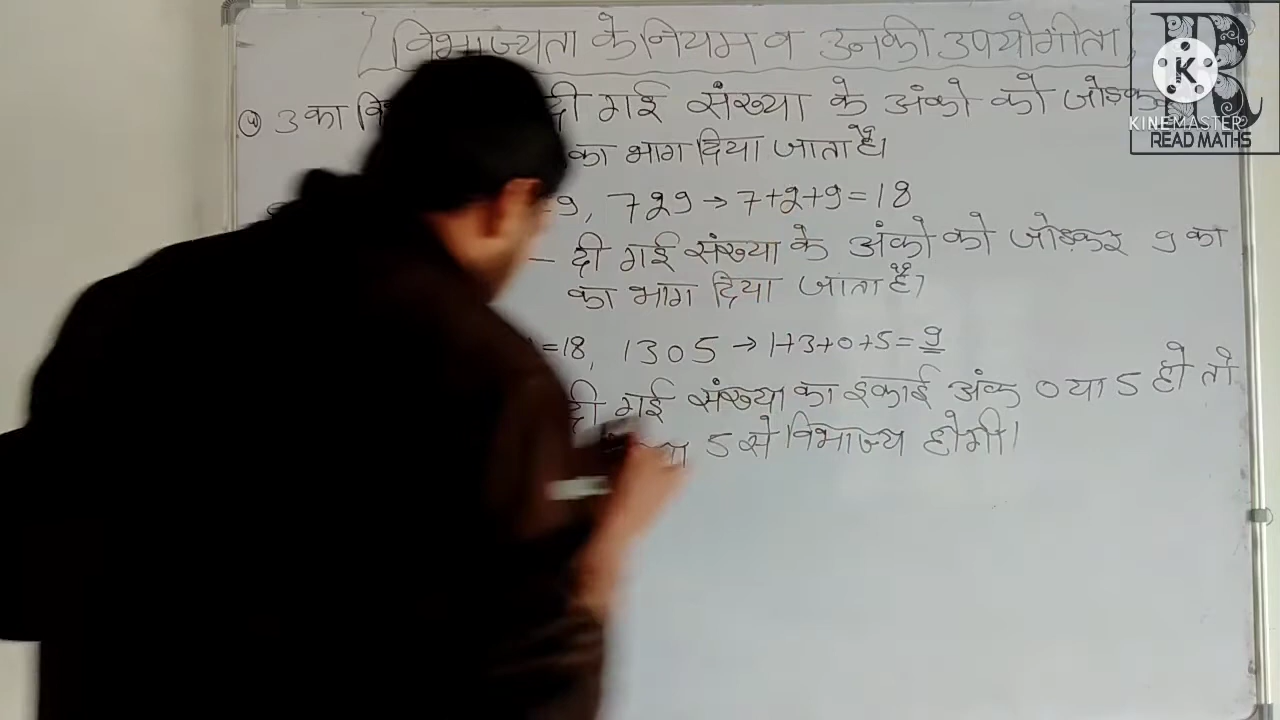 विभाज्यता के नियम व उनकी उपयोगीता
④ 3 का दी गई संख्या के अंको को जोड़कर
का भाग दिया जाता है।
9, 729 → 7+2+9=18
– दी गई संख्या के अंको को जोड़कर 9 का
का भाग दिया जाता है।
=18, 1305 → 1+3+0+5=9
दी गई संख्या का इकाई अंक 0 या 5 हो तो
5 से विभाज्य होगी।
K
KINEMASTER
READ MATHS